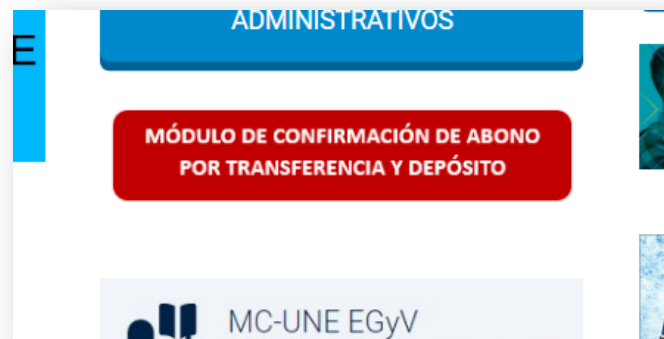 ADMINISTRATIVOS
E
MÓDULO DE CONFIRMACIÓN DE ABONO
POR TRANSFERENCIA Y DEPÓSITO
MC-UNE EGyV